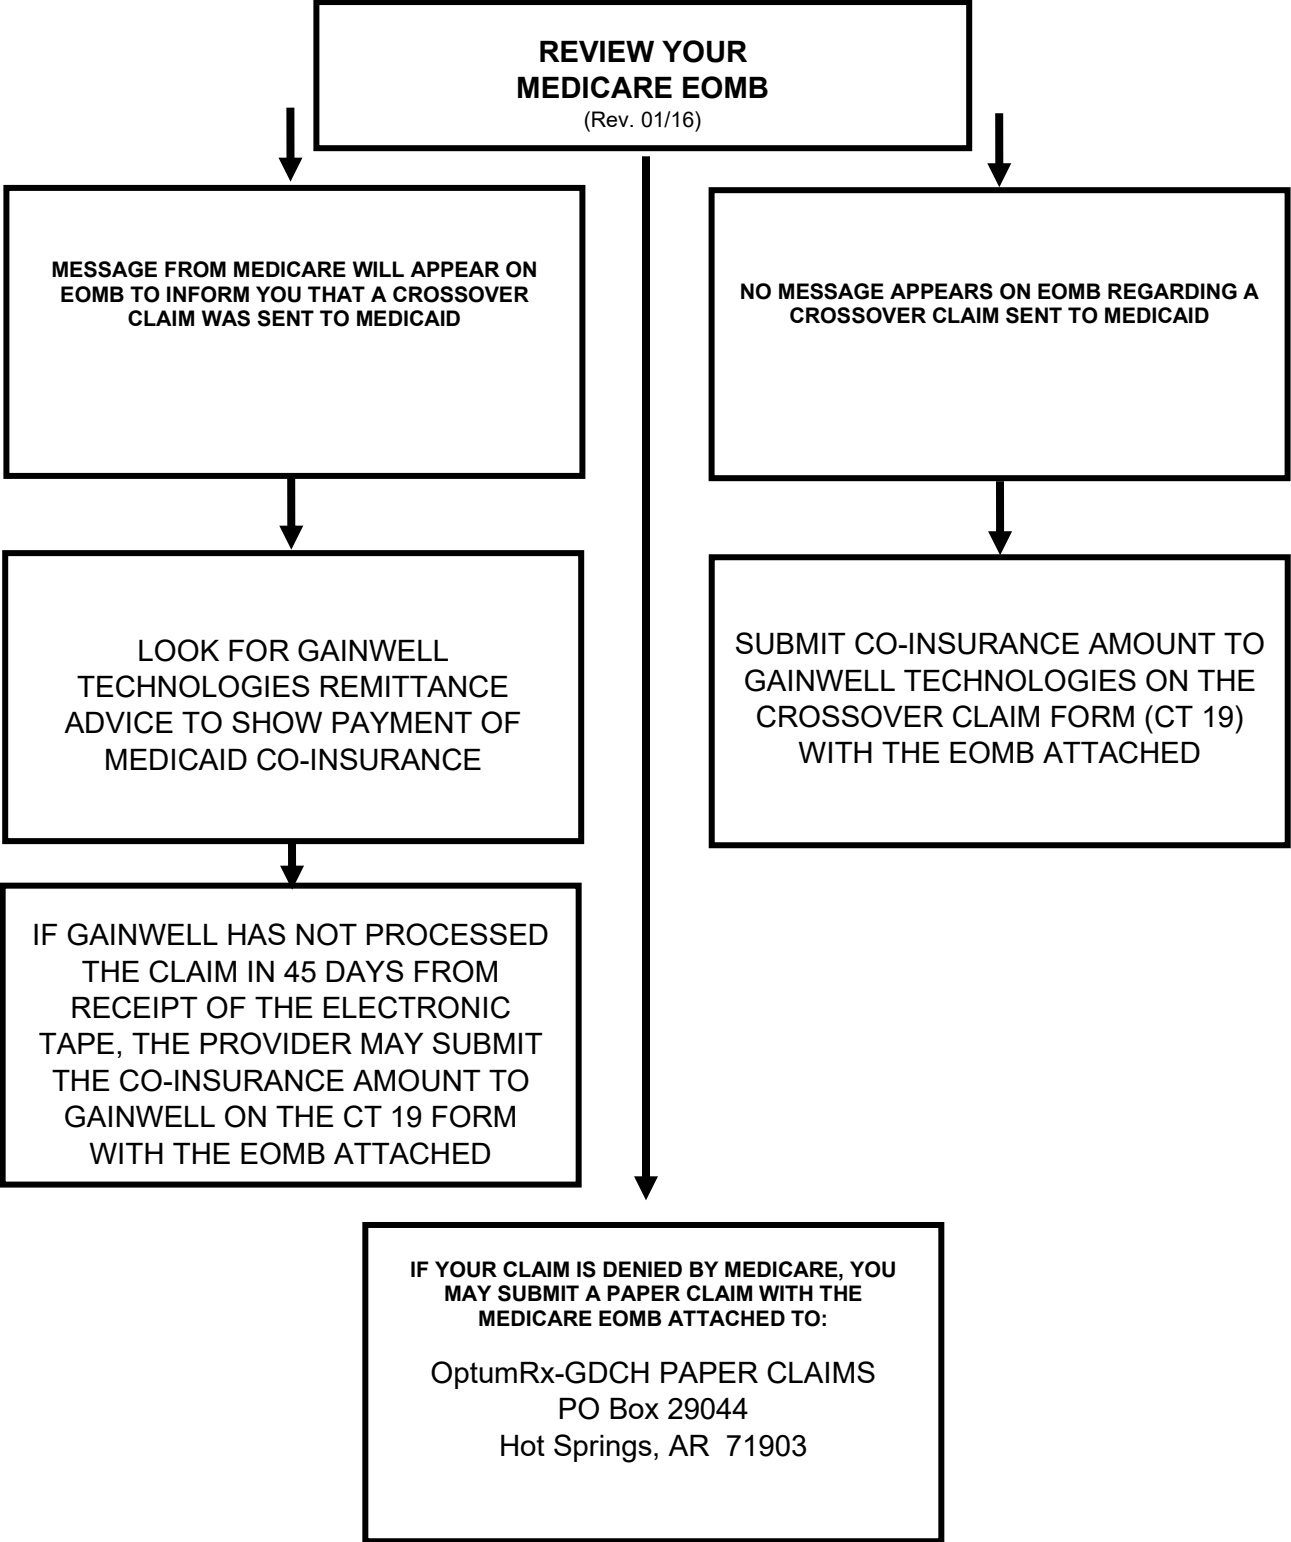 REVIEW YOUR
MEDICARE EOMB
(Rev. 01/16)
MESSAGE FROM MEDICARE WILL APPEAR ON
EOMB TO INFORM YOU THAT A CROSSOVER
CLAIM WAS SENT TO MEDICAID
NO MESSAGE APPEARS ON EOMB REGARDING A
CROSSOVER CLAIM SENT TO MEDICAID
LOOK FOR GAINWELL
TECHNOLOGIES REMITTANCE
ADVICE TO SHOW PAYMENT OF
MEDICAID CO-INSURANCE
SUBMIT CO-INSURANCE AMOUNT TO
GAINWELL TECHNOLOGIES ON THE
CROSSOVER CLAIM FORM (CT 19)
WITH THE EOMB ATTACHED
IF GAINWELL HAS NOT PROCESSED
THE CLAIM IN 45 DAYS FROM
RECEIPT OF THE ELECTRONIC
TAPE, THE PROVIDER MAY SUBMIT
THE CO-INSURANCE AMOUNT TO
GAINWELL ON THE CT 19 FORM
WITH THE EOMB ATTACHED
IF YOUR CLAIM IS DENIED BY MEDICARE, YOU
MAY SUBMIT A PAPER CLAIM WITH THE
MEDICARE EOMB ATTACHED TO:
OptumRx-GDCH PAPER CLAIMS
PO Box 29044
Hot Springs, AR  71903